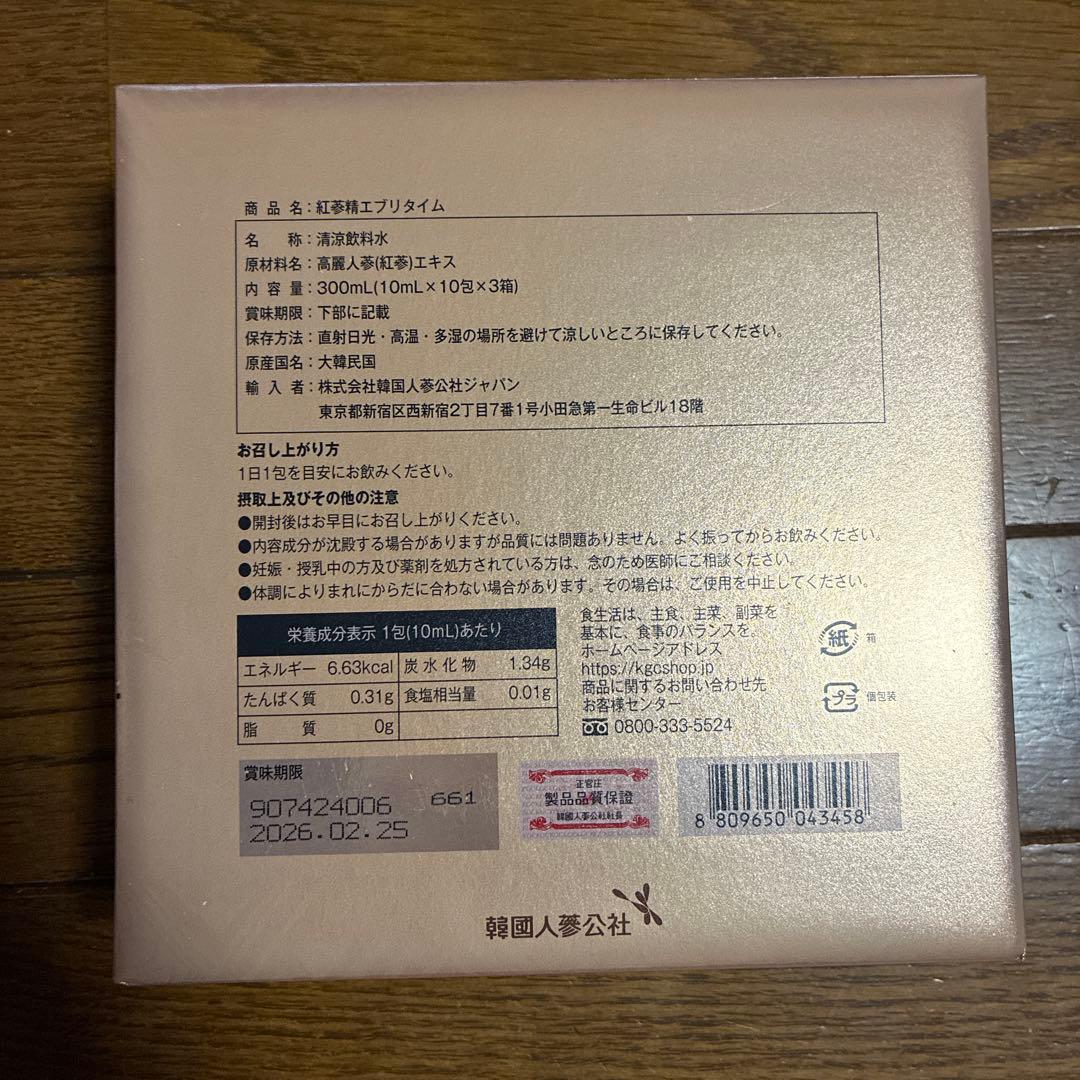 商品名:紅蔘精エブリタイム
名称:清涼飲料水
原材料名:高麗人蔘(紅蔘)エキス
内容量:300mL(10mL×10包×3箱)
賞味期限:下部に記載
保存方法:直射日光・高温・多湿の場所を避けて涼しいところに保存してください。
原産国名:大韓民国
輸入者:株式会社韓国人蔘公社ジャパン
東京都新宿区西新宿2丁目7番1号小田急第一生命ビル18階
お召し上がり方
1日1包を目安にお飲みください。
摂取上及びその他の注意
●開封後はお早目にお召し上がりください。
●内容成分が沈殿する場合がありますが品質には問題ありません。よく振ってからお飲みください。
●妊娠・授乳中の方及び薬剤を処方されている方は、念のため医師にご相談ください。
●体調によりまれにからだに合わない場合があります。その場合は、ご使用を中止してください。
栄養成分表示 1包(10mL)あたり
エネルギー 6.63kcal 炭水化物 1.34g
たんぱく質 0.31g 食塩相当量 0.01g
脂質 0g
食生活は、主食、主菜、副菜を
基本に、食事のバランスを。
ホームページアドレス
https://kgcshop.jp
商品に関するお問い合わせ先
お客様センター
0800-333-5524
紙 箱
プラ 個包装
賞味期限
907424006 661
2026.02.25
正官庄
製品品質保證
韓國人蔘公社社長
8 809650 043458
韓國人蔘公社